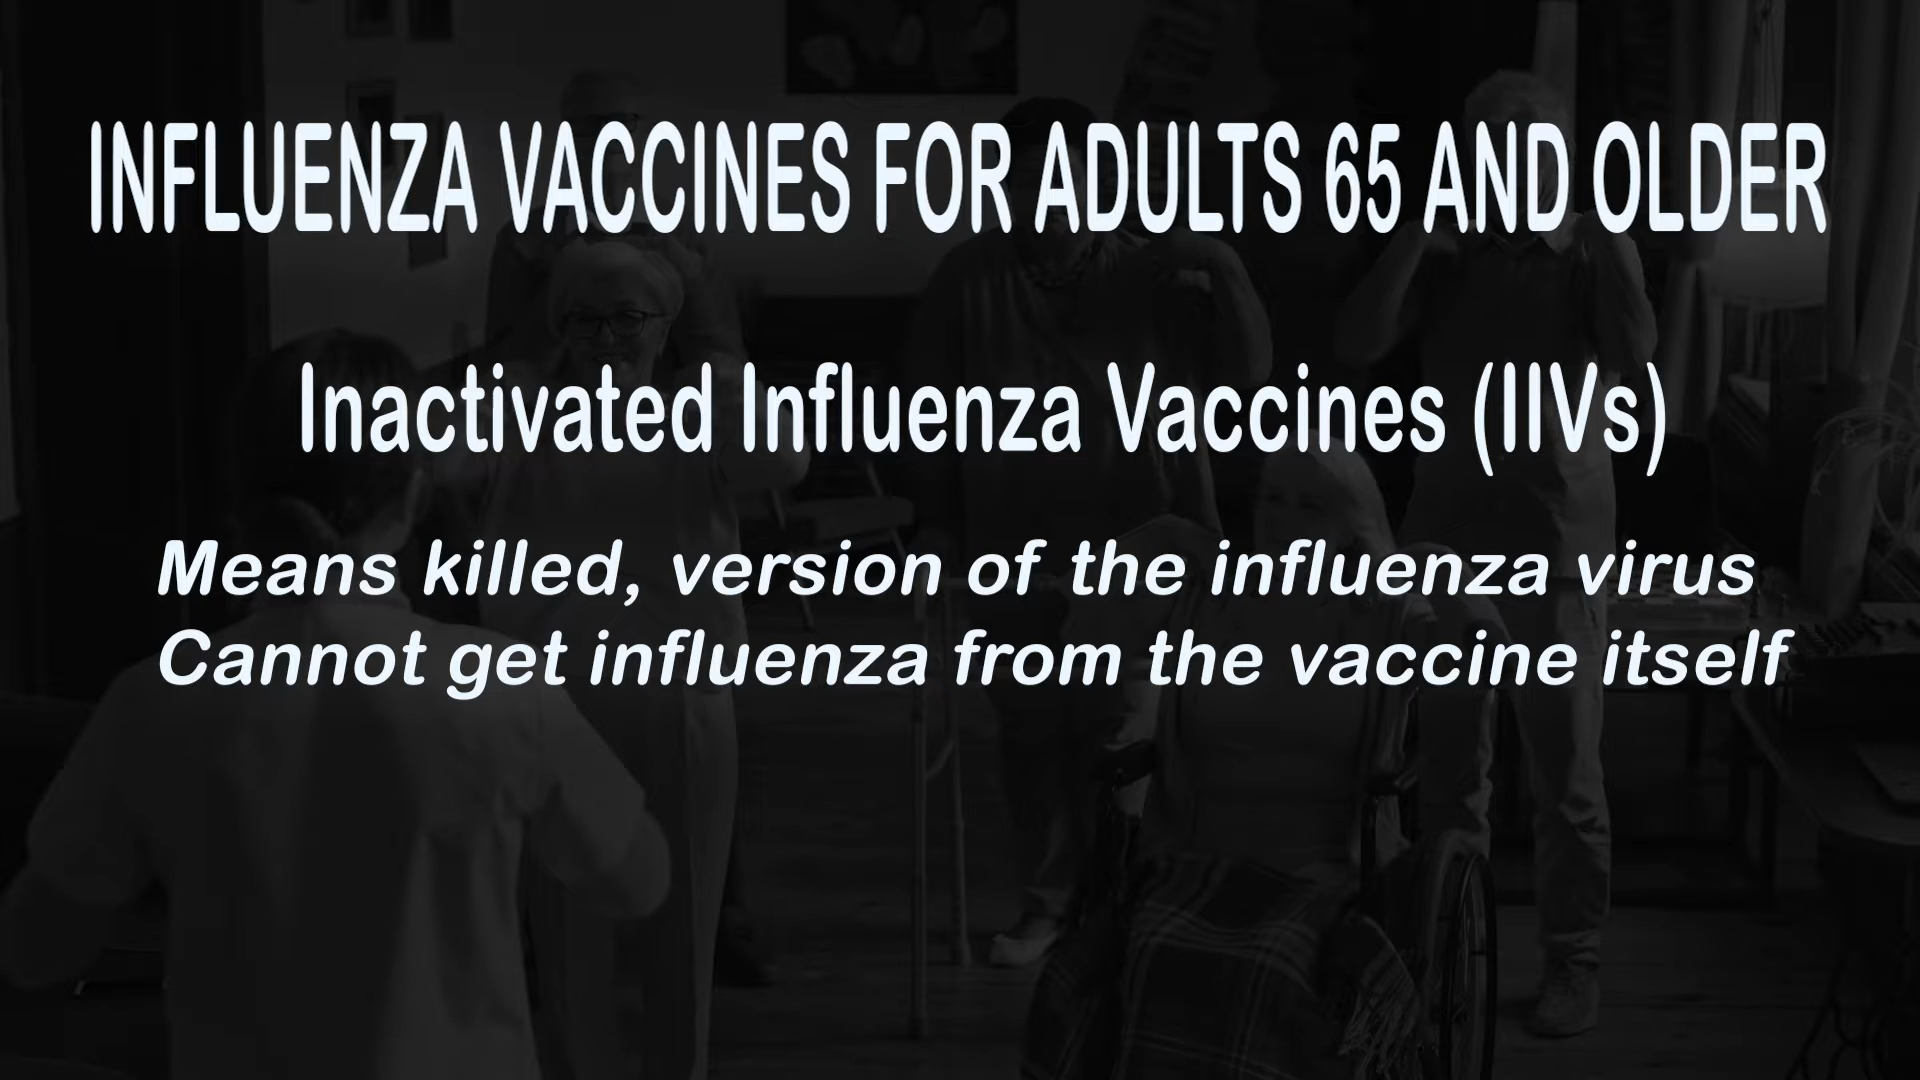 INFLUENZA VACCINES FOR ADULTS 65 AND OLDER
Inactivated Influenza Vaccines (IIVs)
Means killed, version of the influenza virus
Cannot get influenza from the vaccine itself